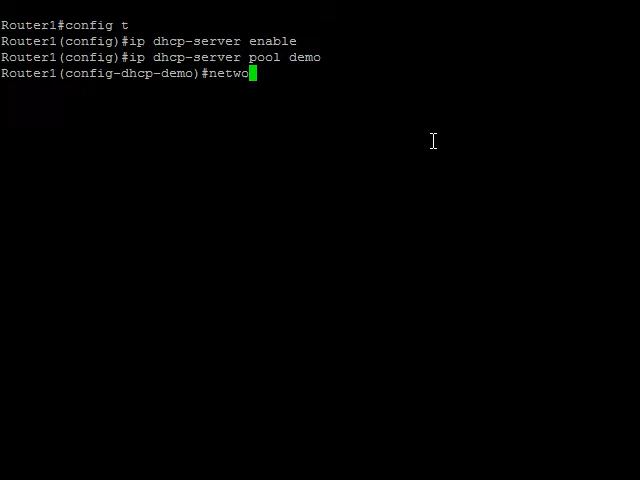 Router1#config t
Router1(config)#ip dhcp-server enable
Router1(config)#ip dhcp-server pool demo
Router1(config-dhcp-demo)#netwo